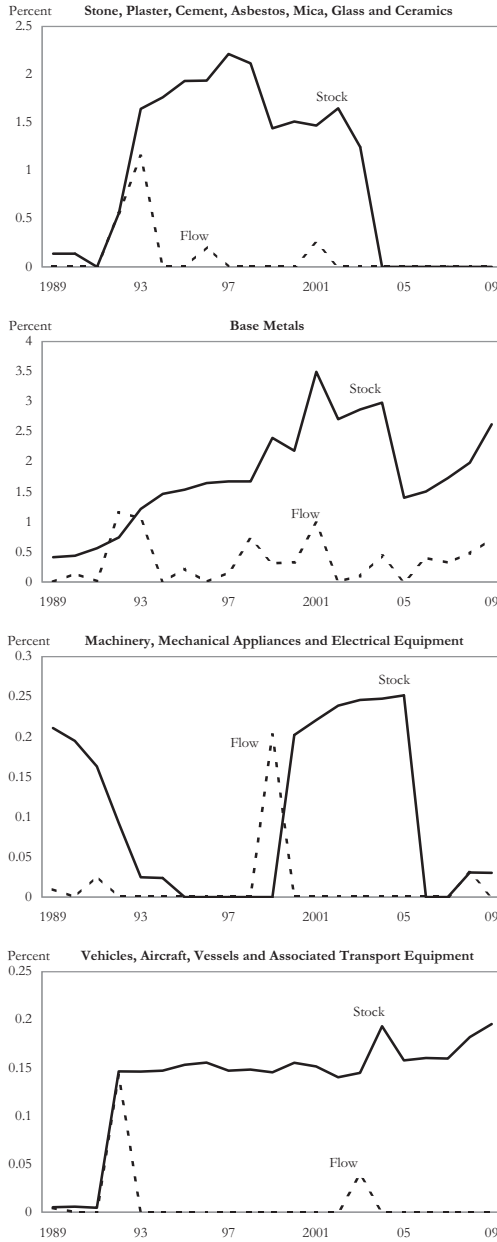 Percent Stone, Plaster, Cement, Asbestos, Mica, Glass and Ceramics
2.5
2
Stock
1.5
1
0.5
Flow
0
1989 93 97 2001 05 09
Percent Base Metals
4
3.5
Stock
3
2.5
2
1.5
Flow
1
0.5
0
1989 93 97 2001 05 09
Percent Machinery, Mechanical Appliances and Electrical Equipment
0.3
Stock
0.25
Flow
0.2
0.15
0.1
0.05
0
1989 93 97 2001 05 09
Percent Vehicles, Aircraft, Vessels and Associated Transport Equipment
0.25
Stock
0.2
0.15
0.1
0.05
Flow
0
1989 93 97 2001 05 09